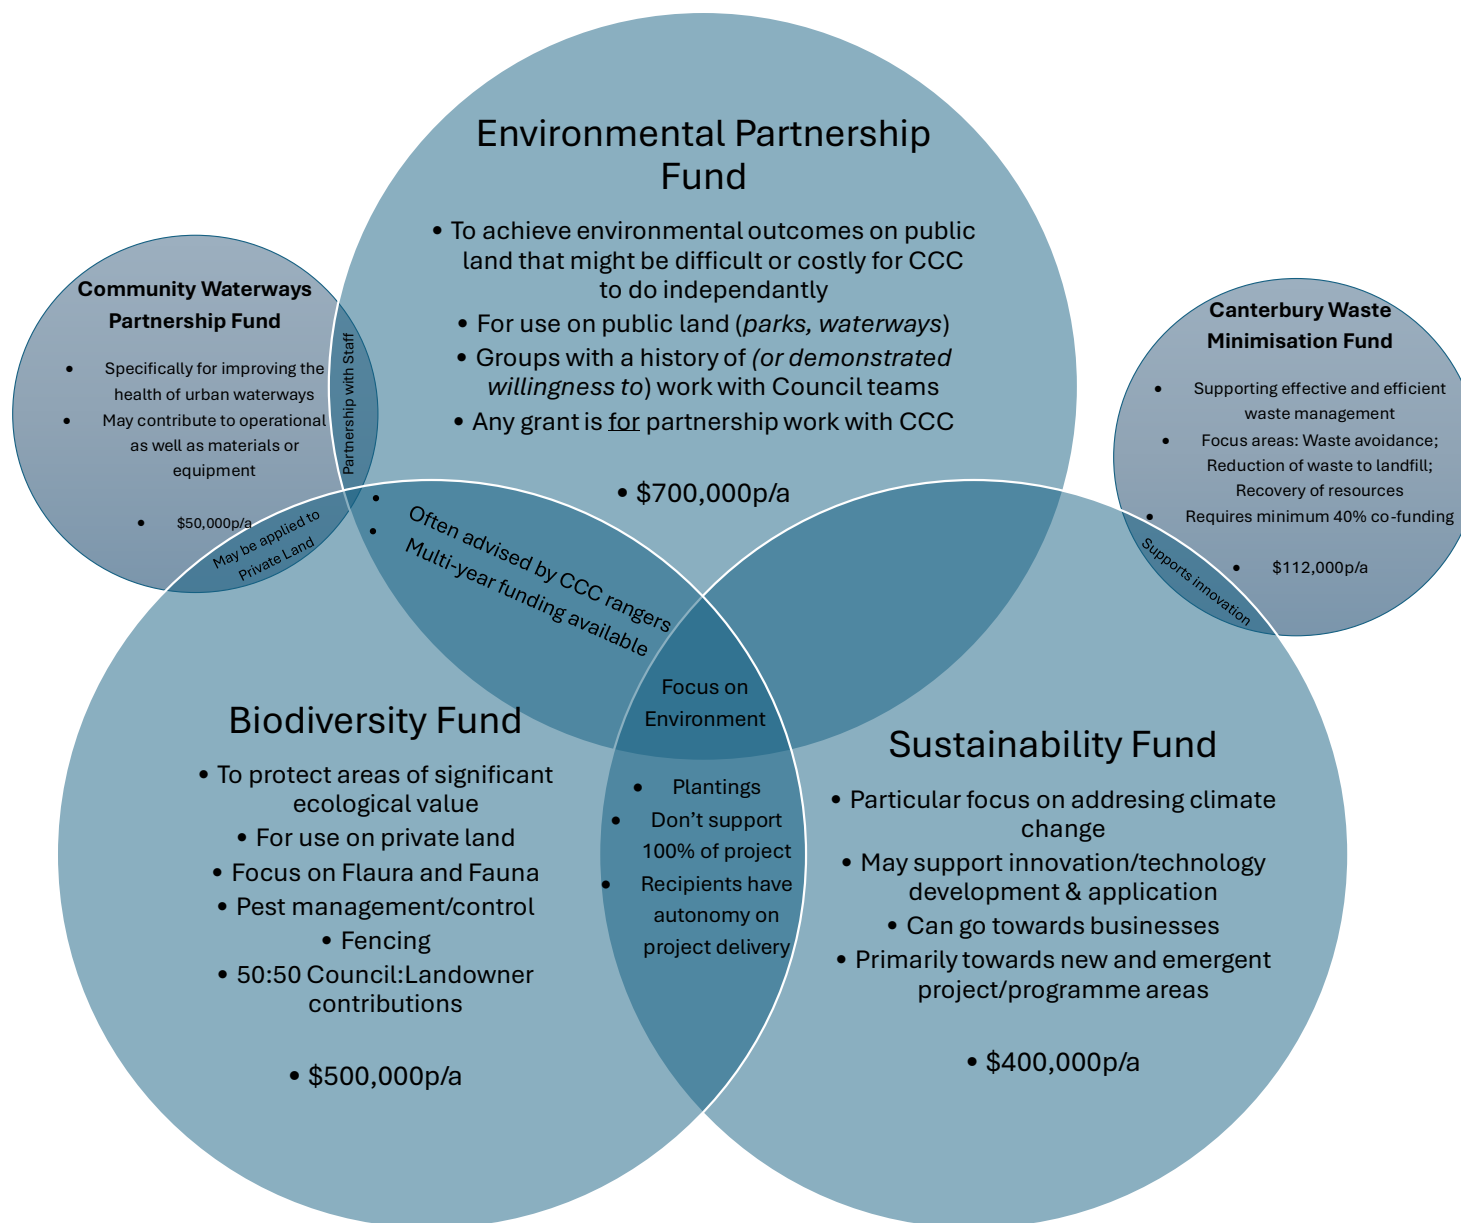 Environmental Partnership
Fund
• To achieve environmental outcomes on public
land that might be difficult or costly for CCC
to do independantly
• For use on public land (parks, waterways)
• Groups with a history of (or demonstrated
willingness to) work with Council teams
• Any grant is for partnership work with CCC
• $700,000p/a
Community Waterways
Partnership Fund
• Specifically for improving the
health of urban waterways
• May contribute to operational
as well as materials or
equipment
• $50,000p/a
Partnership with Staff
May be applied to
Private Land
Canterbury Waste
Minimisation Fund
• Supporting effective and efficient
waste management
• Focus areas: Waste avoidance;
Reduction of waste to landfill;
Recovery of resources
• Requires minimum 40% co-funding
• $112,000p/a
Supports innovation
• Often advised by CCC rangers
• Multi-year funding available
Focus on
Environment
Biodiversity Fund
• To protect areas of significant
ecological value
• For use on private land
• Focus on Flaura and Fauna
• Pest management/control
• Fencing
• 50:50 Council:Landowner
contributions
• $500,000p/a
• Plantings
• Don’t support
100% of project
• Recipients have
autonomy on
project delivery
Sustainability Fund
• Particular focus on addresing climate
change
• May support innovation/technology
development & application
• Can go towards businesses
• Primarily towards new and emergent
project/programme areas
• $400,000p/a